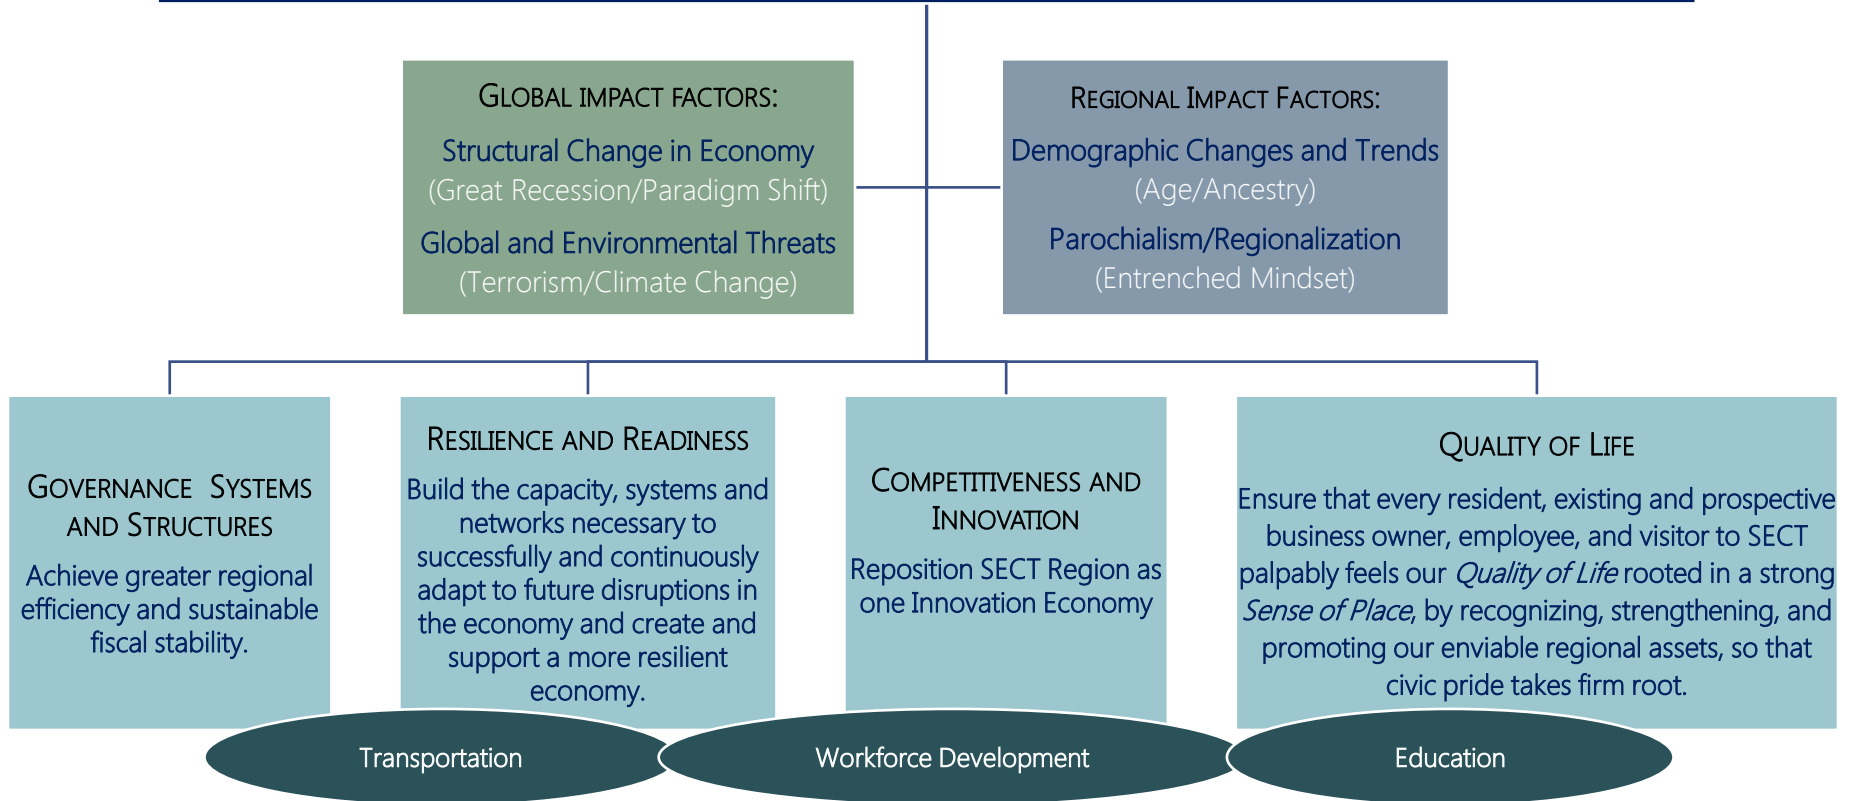 GLOBAL IMPACT FACTORS:
Structural Change in Economy
(Great Recession/Paradigm Shift)
Global and Environmental Threats
(Terrorism/Climate Change)
REGIONAL IMPACT FACTORS:
Demographic Changes and Trends
(Age/Ancestry)
Parochialism/Regionalization
(Entrenched Mindset)
GOVERNANCE SYSTEMS
AND STRUCTURES
Achieve greater regional
efficiency and sustainable
fiscal stability.
RESILIENCE AND READINESS
Build the capacity, systems and
networks necessary to
successfully and continuously
adapt to future disruptions in
the economy and create and
support a more resilient
economy.
COMPETITIVENESS AND
INNOVATION
Reposition SECT Region as
one Innovation Economy
QUALITY OF LIFE
Ensure that every resident, existing and prospective
business owner, employee, and visitor to SECT
palpably feels our Quality of Life rooted in a strong
Sense of Place, by recognizing, strengthening, and
promoting our enviable regional assets, so that
civic pride takes firm root.
Transportation
Workforce Development
Education